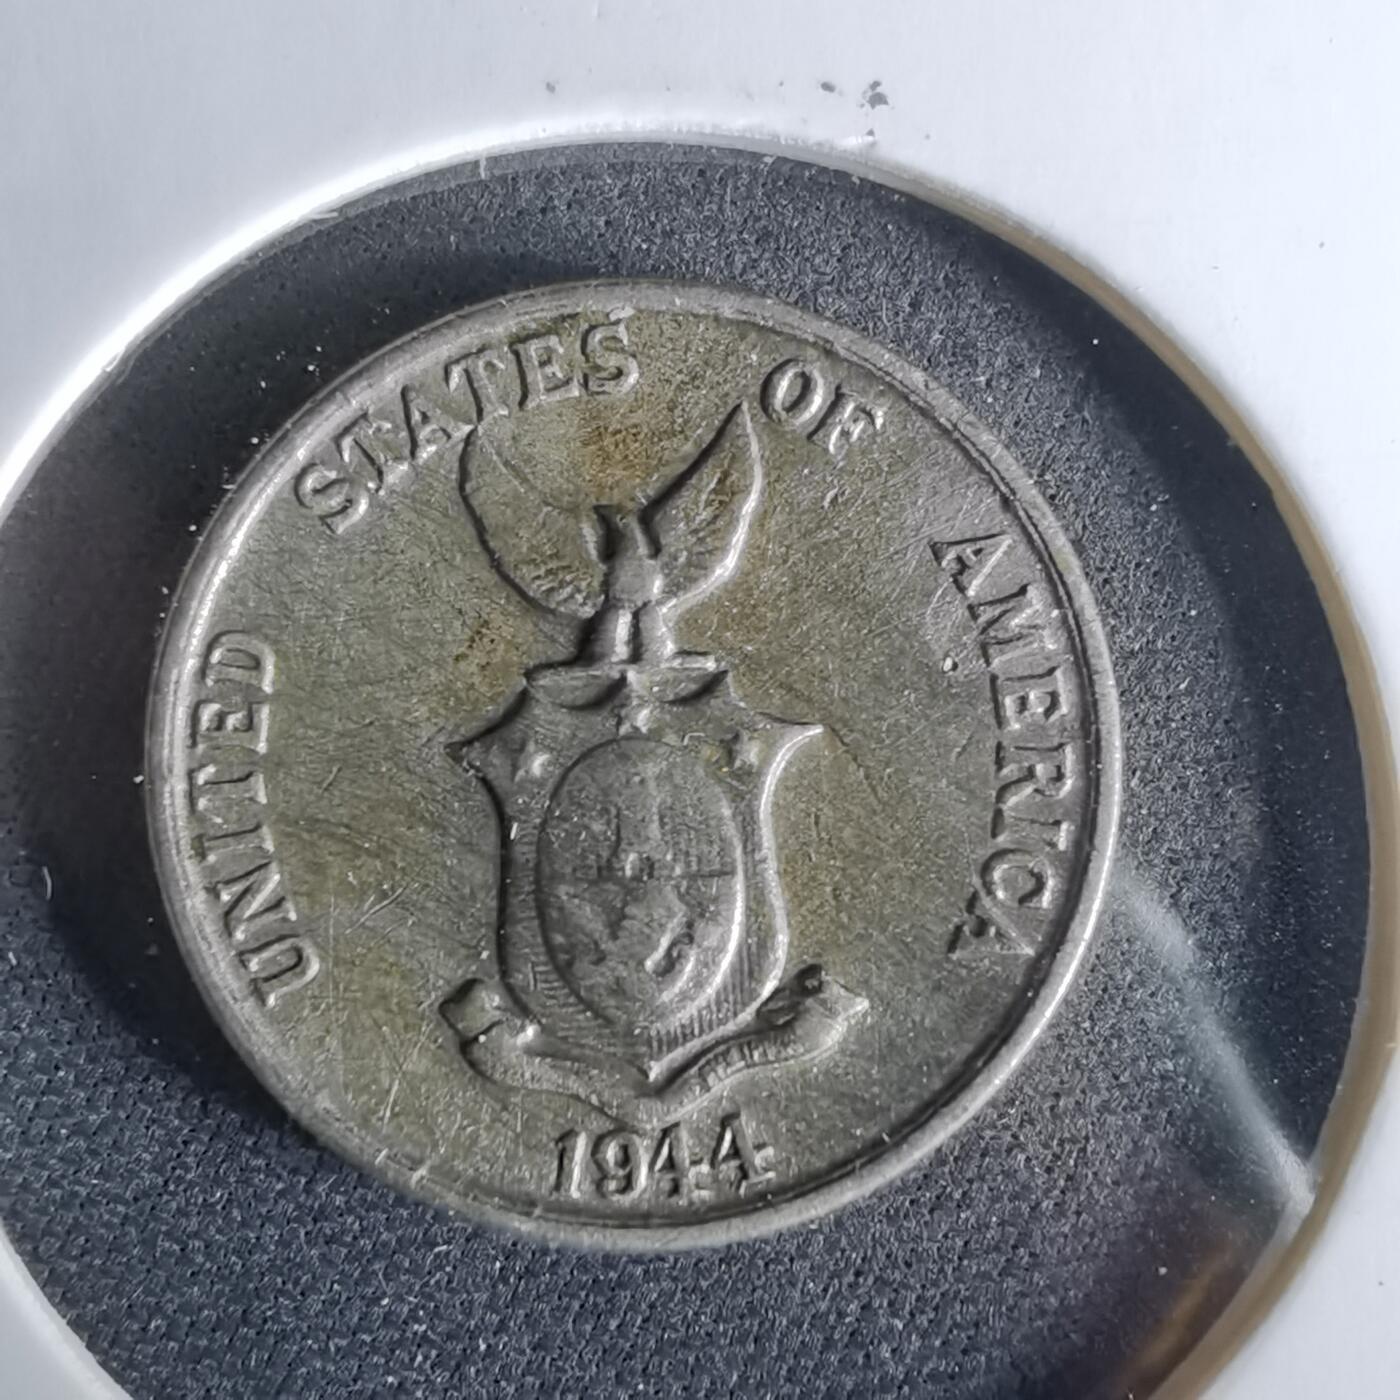 UNITED STATES OF AMERICA
1944